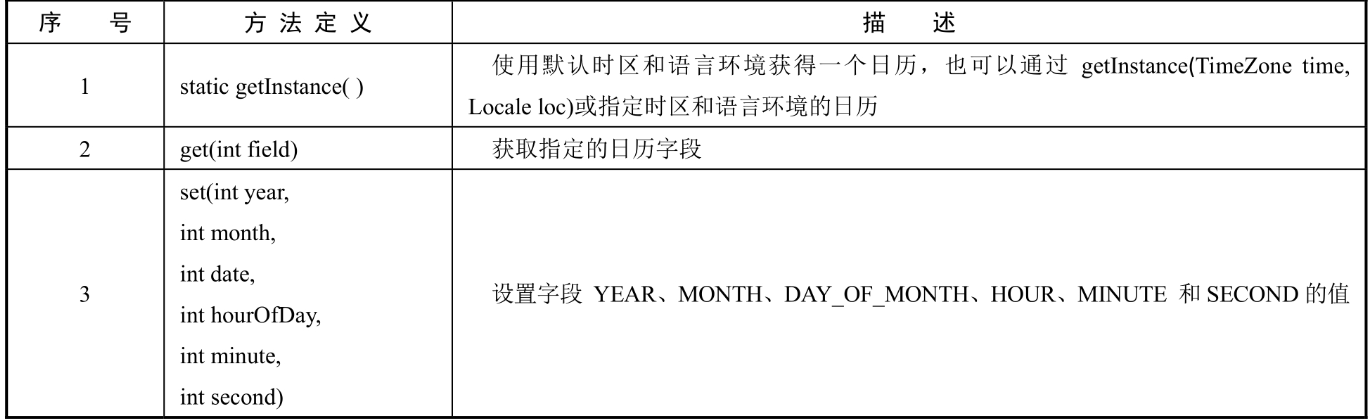 序 号 方 法 定 义 描 述
1 static getInstance( ) 使用默认时区和语言环境获得一个日历，也可以通过 getInstance(TimeZone time,
Locale loc)或指定时区和语言环境的日历
2 get(int field) 获取指定的日历字段
3 set(int year,
int month,
int date,
int hourOfDay,
int minute,
int second)
设置字段 YEAR、MONTH、DAY_OF_MONTH、HOUR、MINUTE 和 SECOND 的值